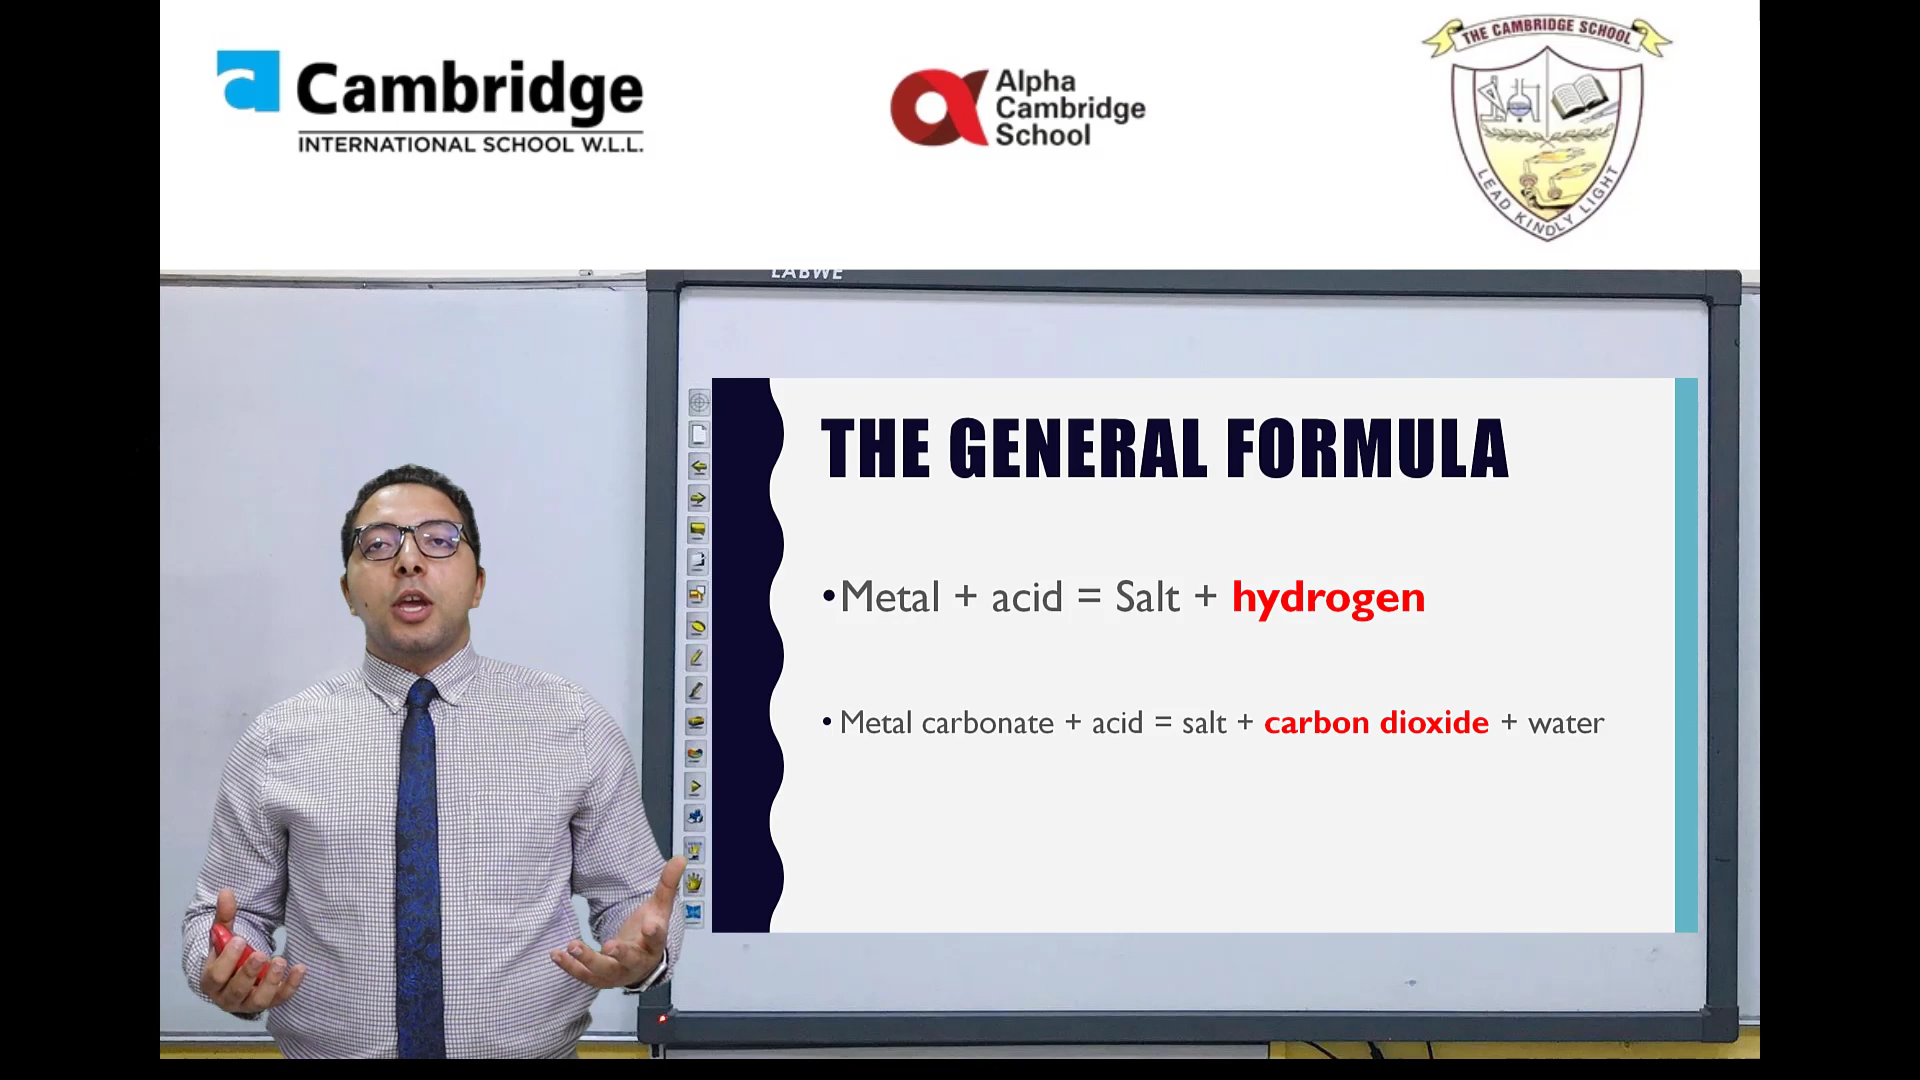 Cambridge
INTERNATIONAL SCHOOL W.L.L.
Alpha
Cambridge
School
THE CAMBRIDGE SCHOOL
LEAD KINDLY LIGHT
LABWE
THE GENERAL FORMULA
•Metal + acid = Salt + hydrogen
• Metal carbonate + acid = salt + carbon dioxide + water